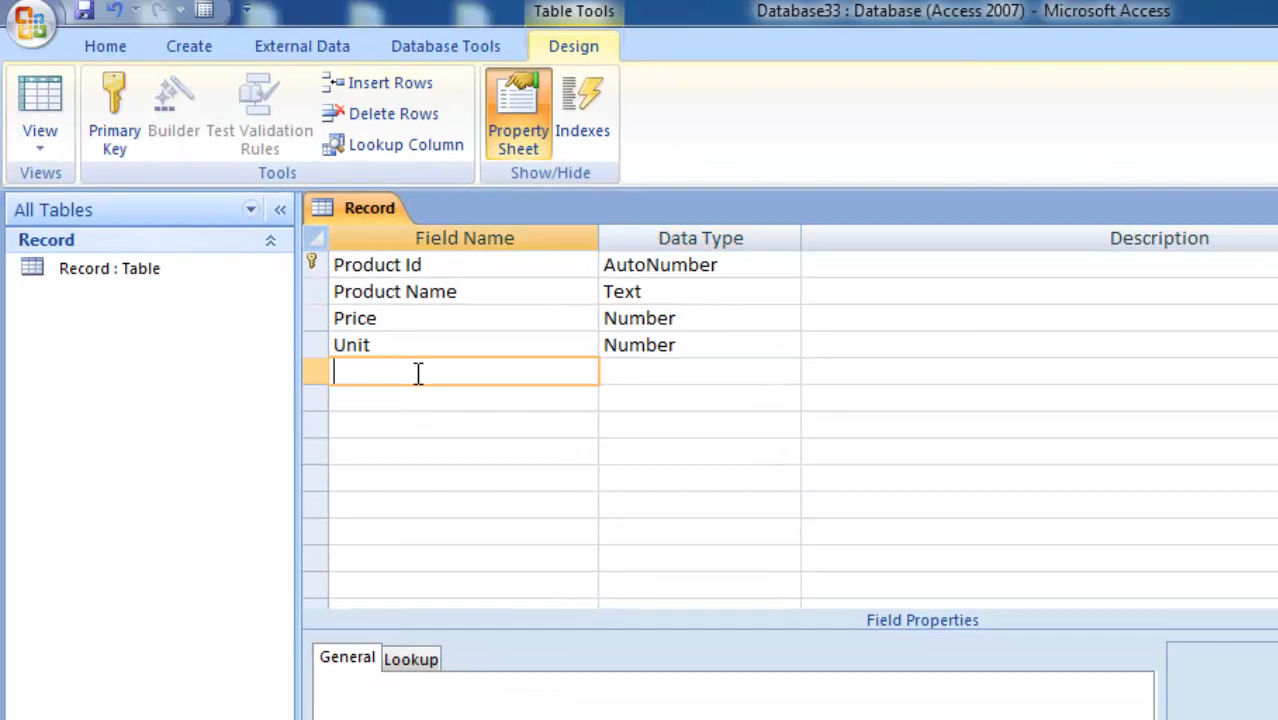 Table Tools
Database33 : Database (Access 2007) - Microsoft Access
Home
Create
External Data
Database Tools
Design
View
Primary Key
Builder
Test Validation Rules
Insert Rows
Delete Rows
Lookup Column
Property Sheet
Indexes
Views
Tools
Show/Hide
All Tables
Record
Record : Table
Record
Field Name Data Type Description
Product Id AutoNumber
Product Name Text
Price Number
Unit Number
Field Properties
General Lookup